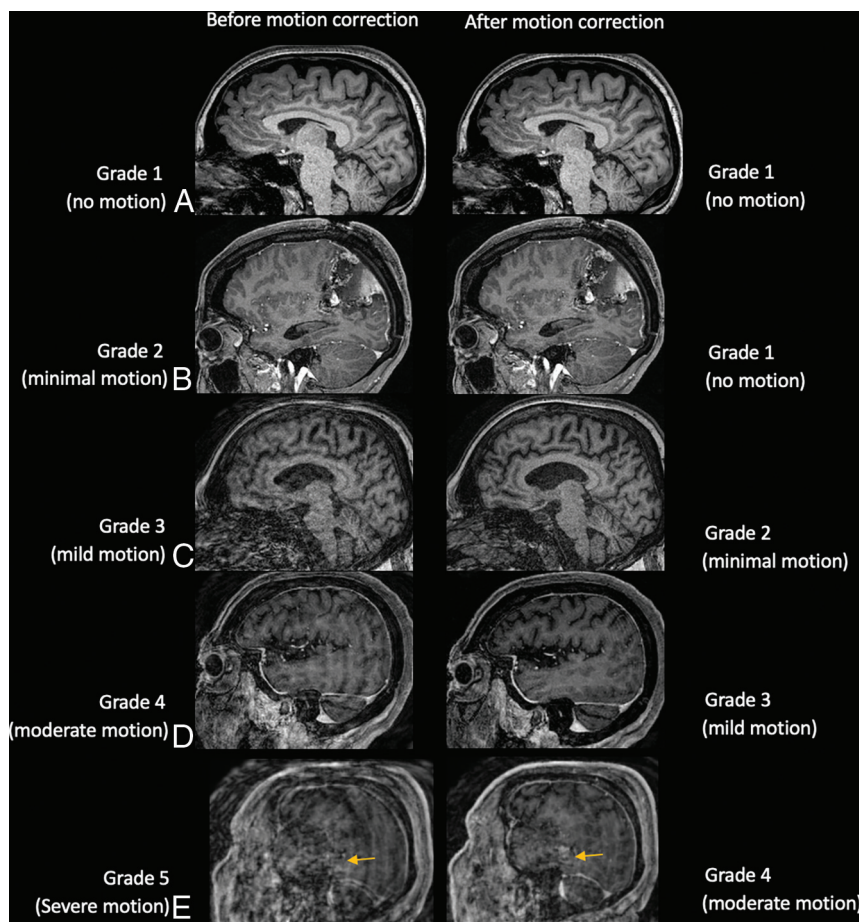 Before motion correction
After motion correction
Grade 1
(no motion)
A
Grade 1
(no motion)
Grade 2
(minimal motion)
B
Grade 1
(no motion)
Grade 3
(mild motion)
C
Grade 2
(minimal motion)
Grade 4
(moderate motion)
D
Grade 3
(mild motion)
Grade 5
(Severe motion)
E
Grade 4
(moderate motion)